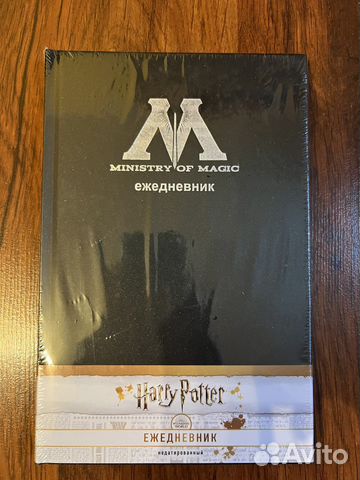 M
MINISTRY OF MAGIC
ежедневник
Harry Potter
ЕЖЕДНЕВНИК
недатированный
Avito